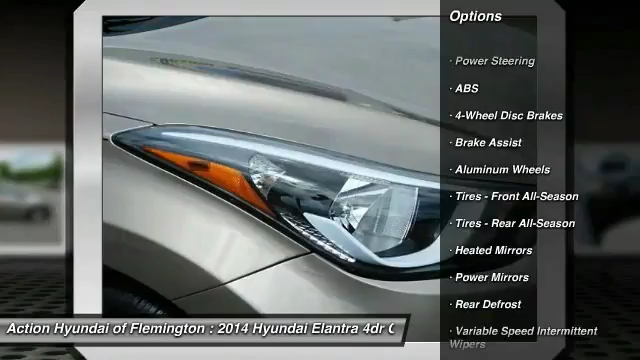 Options
· Power Steering
· ABS
· 4-Wheel Disc Brakes
· Brake Assist
· Aluminum Wheels
· Tires - Front All-Season
· Tires - Rear All-Season
· Heated Mirrors
· Power Mirrors
· Rear Defrost
· Variable Speed Intermittent
Wipers
Action Hyundai of Flemington : 2014 Hyundai Elantra 4dr